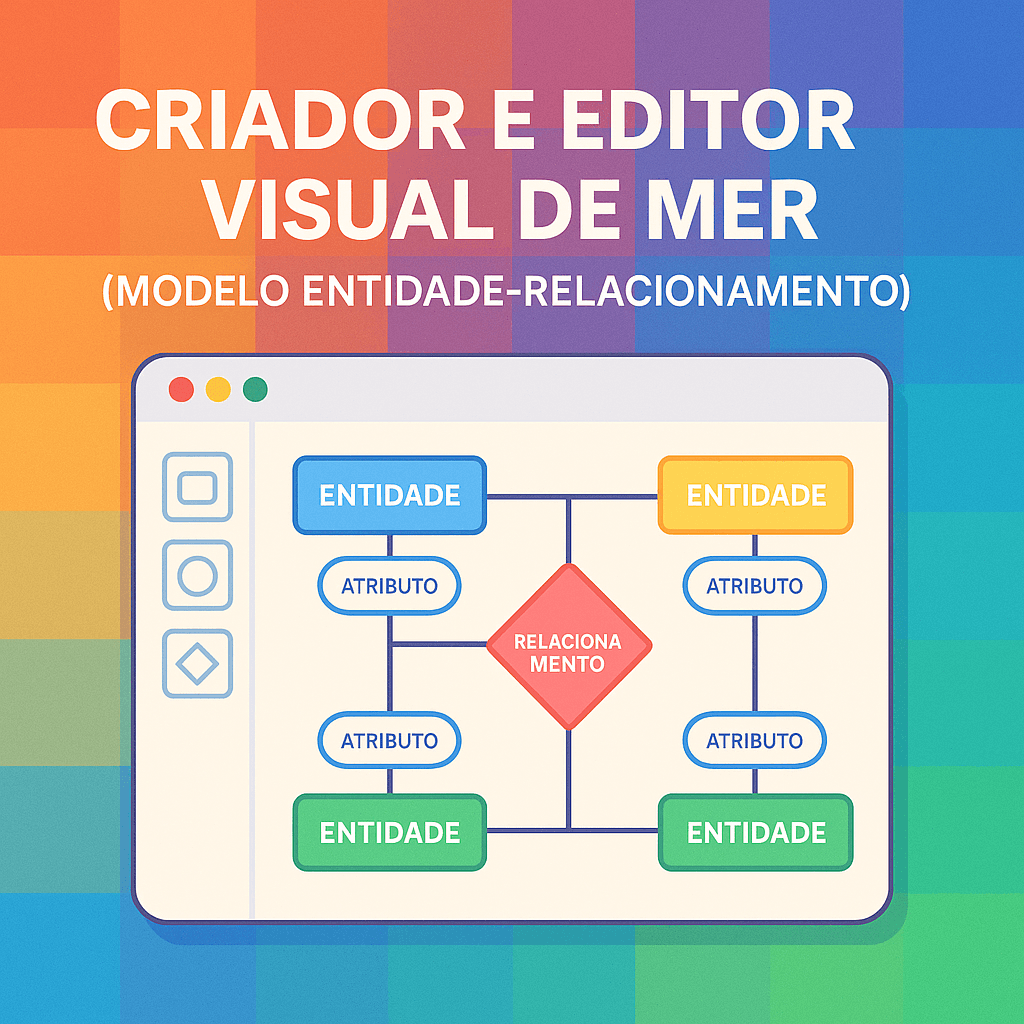 CRIADOR E EDITOR
VISUAL DE MER
(MODELO ENTIDADE-RELACIONAMENTO)
ENTIDADE
ENTIDADE
ATRIBUTO
ATRIBUTO
RELACIONA
MENTO
ATRIBUTO
ATRIBUTO
ENTIDADE
ENTIDADE